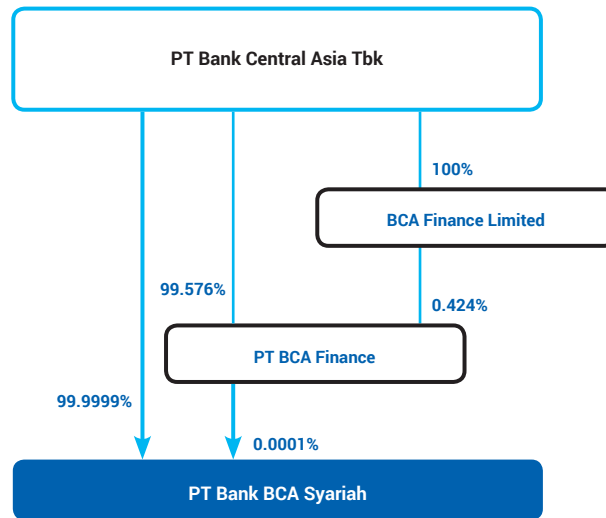 PT Bank Central Asia Tbk
100%
BCA Finance Limited
99.576%
0.424%
PT BCA Finance
99.9999%
0.0001%
PT Bank BCA Syariah